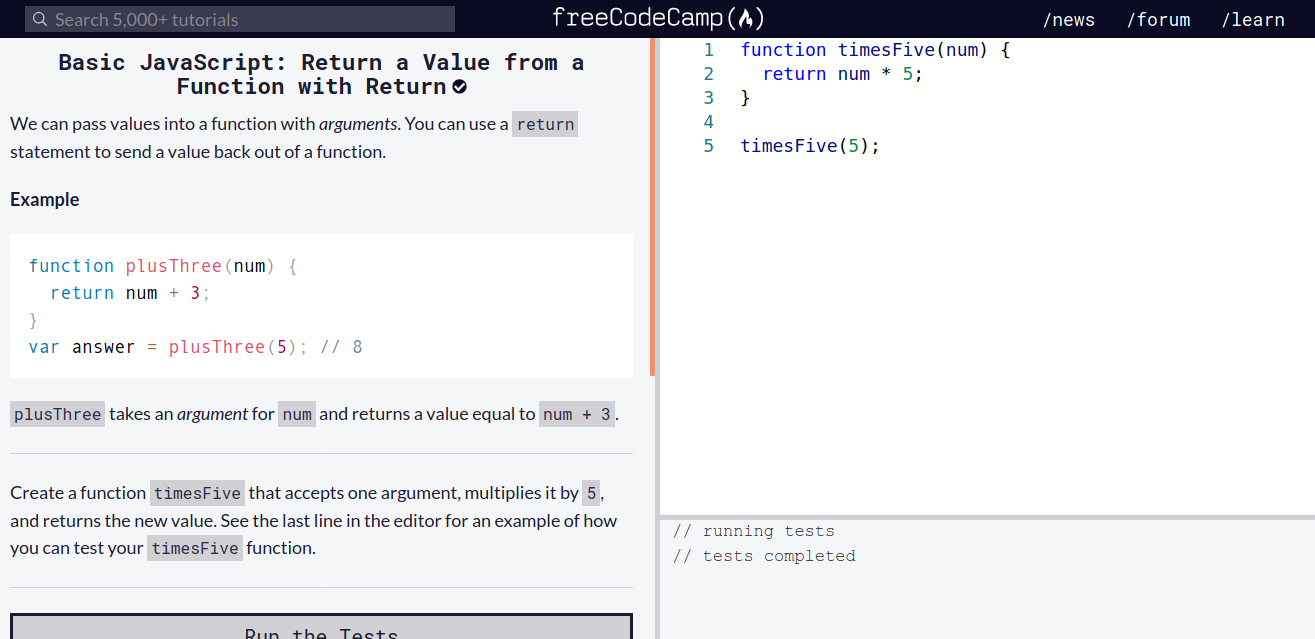 Search 5,000+ tutorials
freeCodeCamp
/news /forum /learn
Basic JavaScript: Return a Value from a
Function with Return
We can pass values into a function with arguments. You can use a return
statement to send a value back out of a function.
Example
function plusThree(num) {
  return num + 3;
}
var answer = plusThree(5); // 8
plusThree takes an argument for num and returns a value equal to num + 3.
Create a function timesFive that accepts one argument, multiplies it by 5,
and returns the new value. See the last line in the editor for an example of how
you can test your timesFive function.
Run the Tests
1 function timesFive(num) {
2   return num * 5;
3 }
4
5 timesFive(5);
// running tests
// tests completed